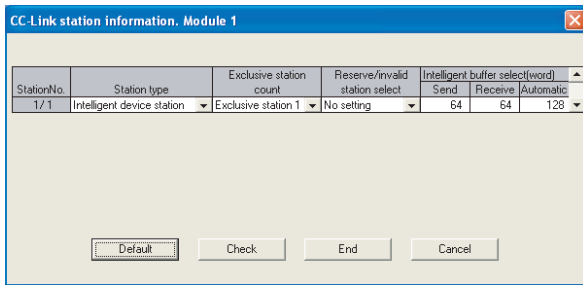 CC-Link station information. Module 1
Exclusive station Reserve/invalid Intelligent buffer select(word)
StationNo. Station type count station select Send Receive Automatic
1/ 1 Intelligent device station Exclusive station 1 No setting 64 64 128
Default Check End Cancel